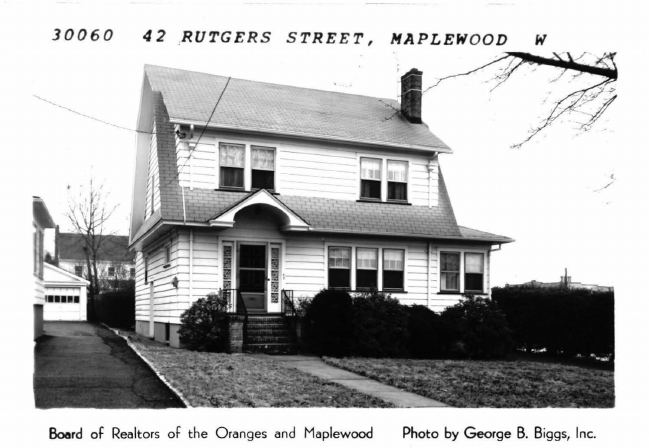 30060 42 RUTGERS STREET, MAPLEWOOD W
Board of Realtors of the Oranges and Maplewood Photo by George B. Biggs, Inc.